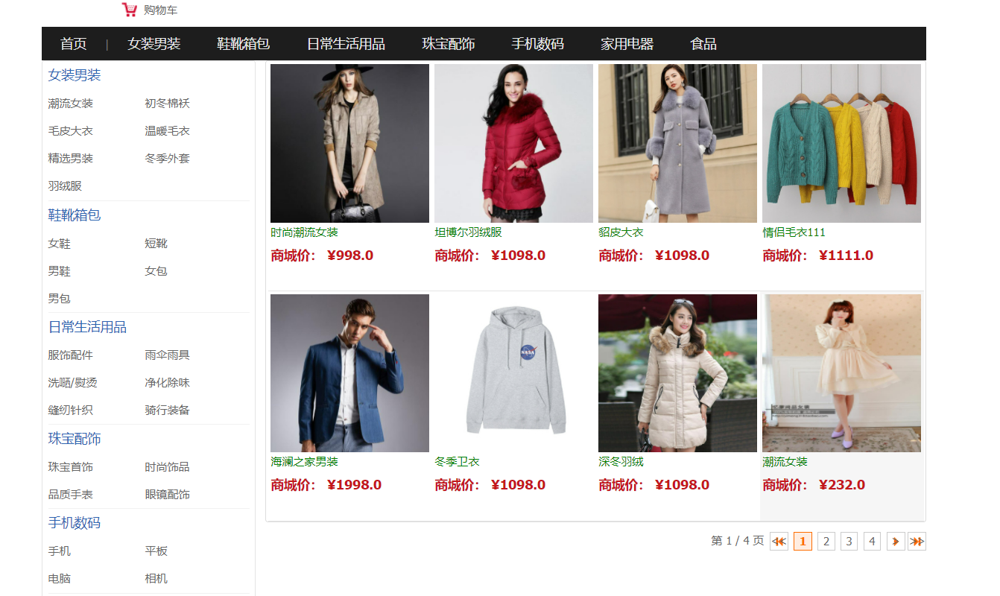 购物车
首页 | 女装男装 鞋靴箱包 日常生活用品 珠宝配饰 手机数码 家用电器 食品
女装男装
潮流女装 初冬棉袄
毛皮大衣 温暖毛衣
精选男装 冬季外套
羽绒服
鞋靴箱包
女鞋 短靴
男鞋 女包
男包
日常生活用品
服饰配件 雨伞雨具
洗晒/熨烫 净化除味
缝纫针织 骑行装备
珠宝配饰
珠宝首饰 时尚饰品
品质手表 眼镜配饰
手机数码
手机 平板
电脑 相机
时尚潮流女装 坦博尔羽绒服 貂皮大衣 情侣毛衣111
商城价： ¥998.0 商城价： ¥1098.0 商城价： ¥1098.0 商城价： ¥1111.0
NASA
海澜之家男装 冬季卫衣 深冬羽绒 潮流女装
商城价： ¥1998.0 商城价： ¥1098.0 商城价： ¥1098.0 商城价： ¥232.0
第 1 / 4 页 1 2 3 4